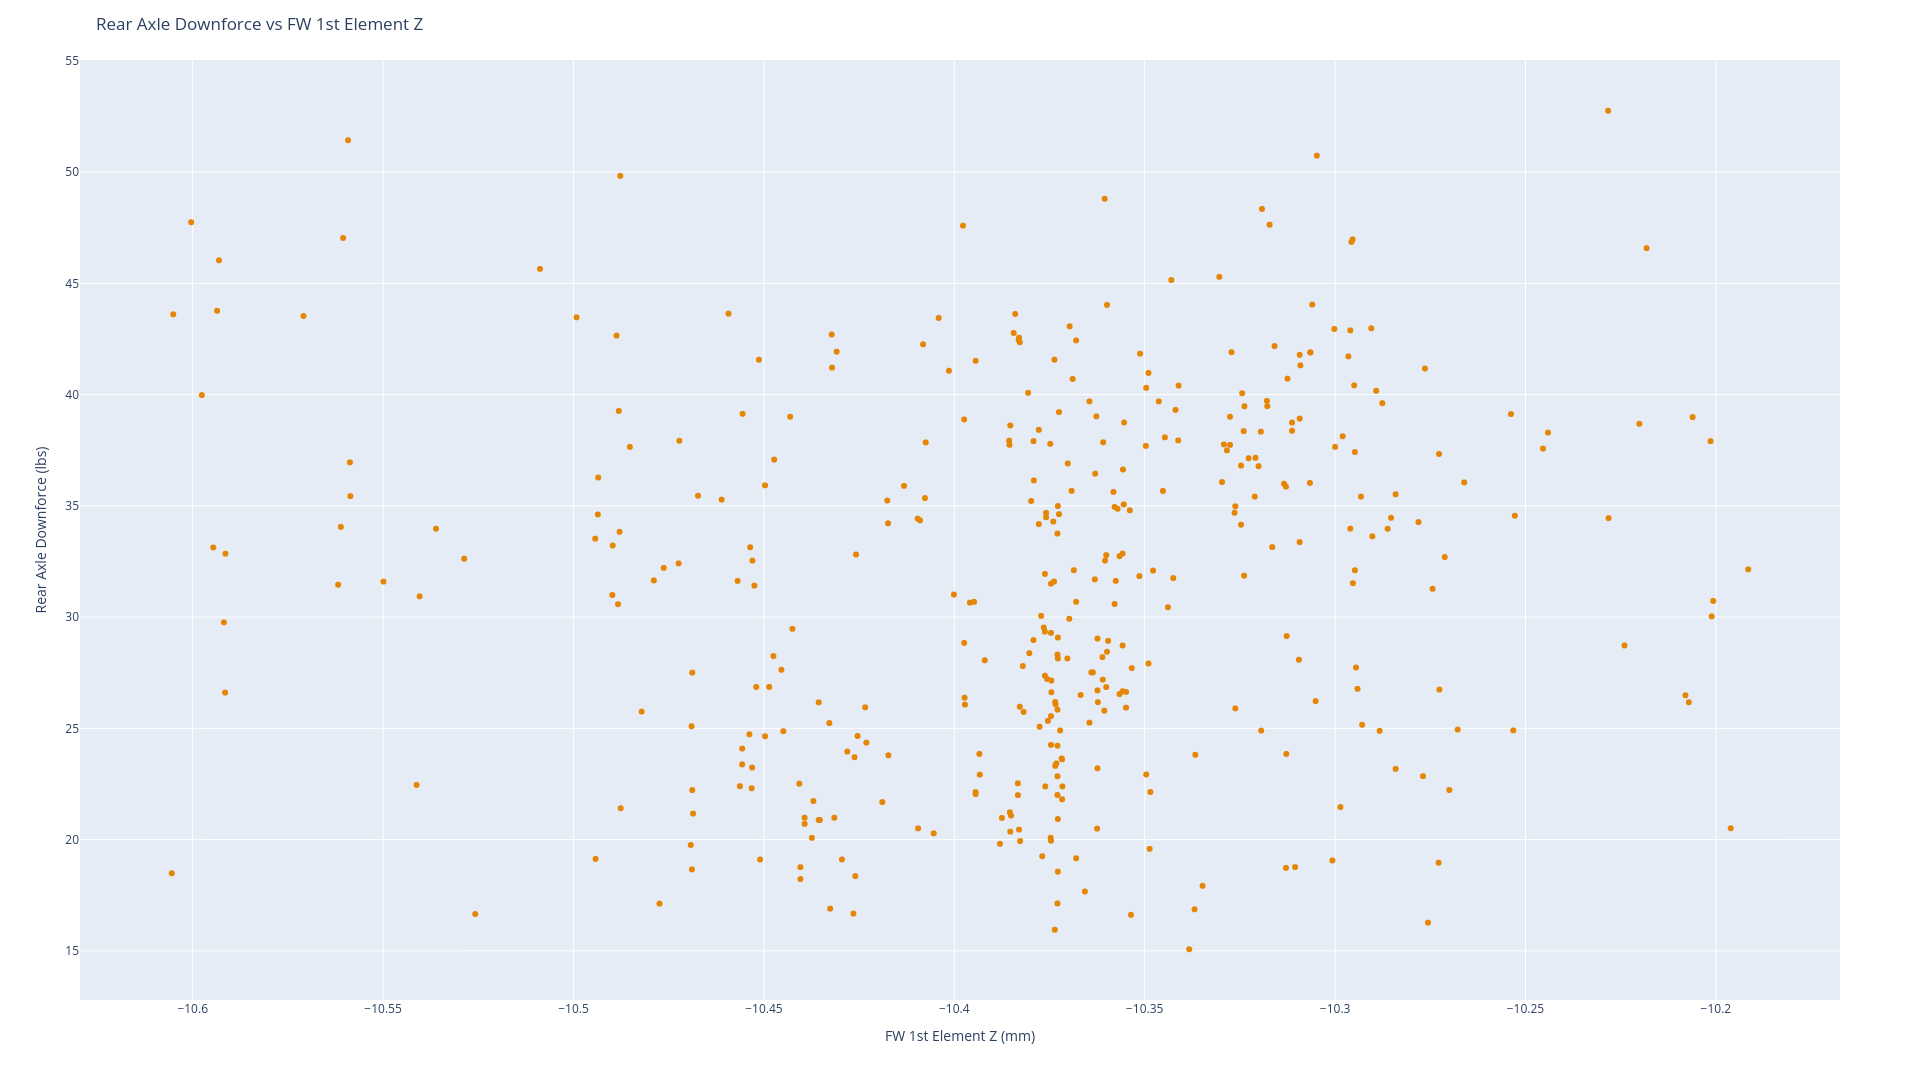 Rear Axle Downforce vs FW 1st Element Z
55
50
45
40
35
30
25
20
15
Rear Axle Downforce (lbs)
−10.6 −10.55 −10.5 −10.45 −10.4 −10.35 −10.3 −10.25 −10.2
FW 1st Element Z (mm)